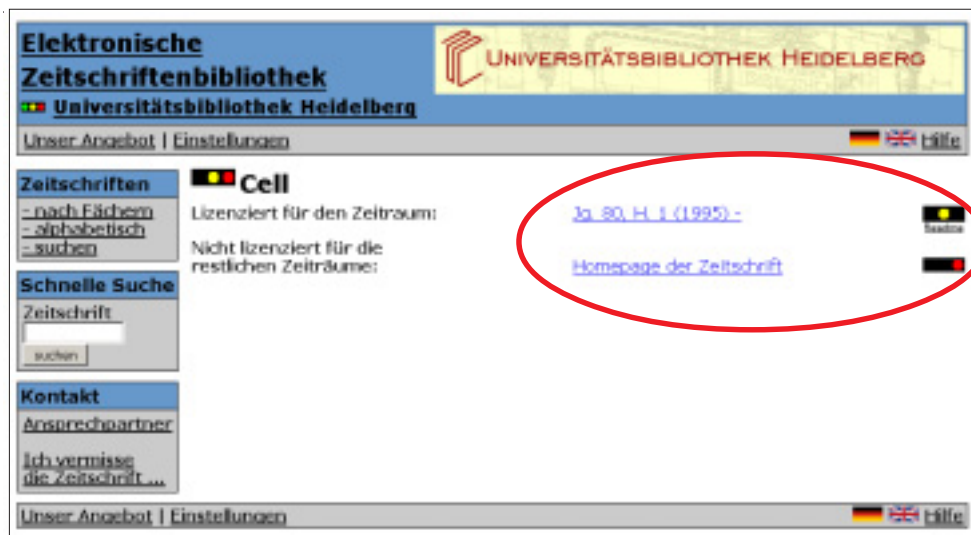 Elektronische
Zeitschriftenbibliothek
Universitätsbibliothek Heidelberg
UNIVERSITÄTSBIBLIOTHEK HEIDELBERG
Unser Angebot | Einstellungen
Hilfe
Zeitschriften
- nach Fächern
- alphabetisch
- suchen
Schnelle Suche
Zeitschrift
suchen
Kontakt
Ansprechpartner
Ich vermisse
die Zeitschrift ...
Cell
Lizenziert für den Zeitraum:
Jg. 80, H. 1 (1995) -
Readme
Nicht lizenziert für die
restlichen Zeiträume:
Homepage der Zeitschrift
Unser Angebot | Einstellungen
Hilfe